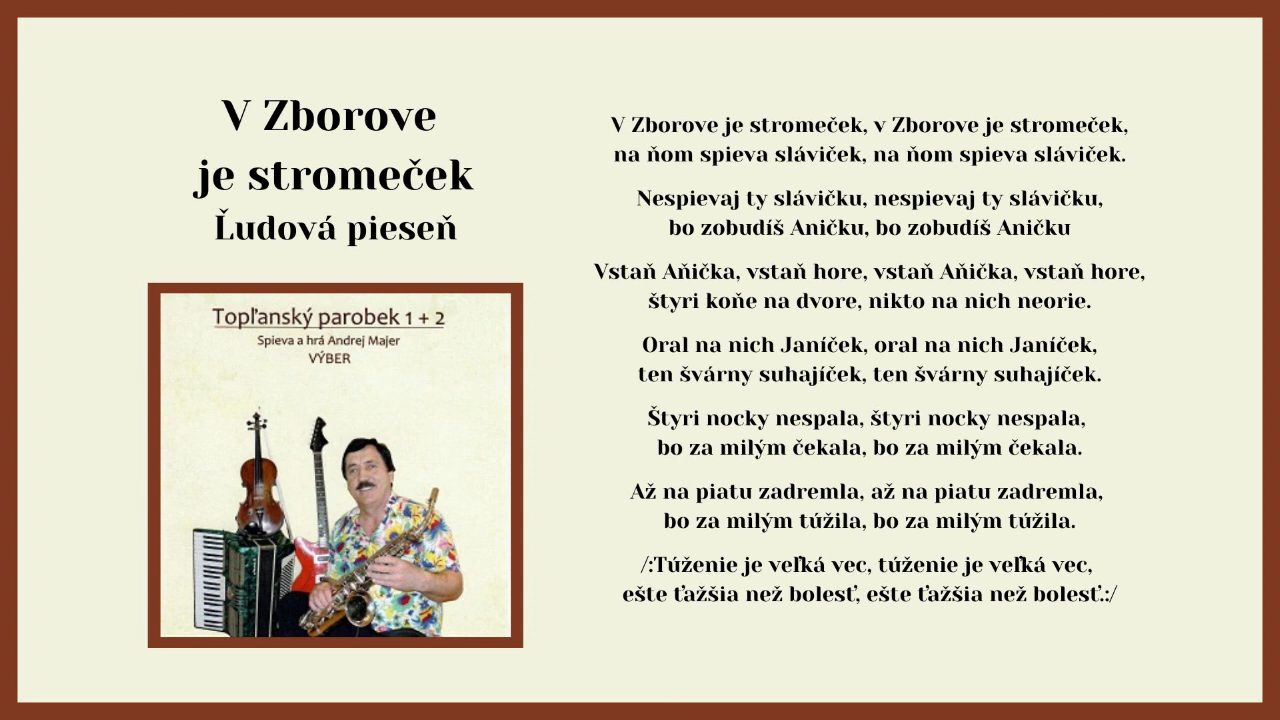 V Zborove
je stromeček
Ľudová pieseň
Topľanský parobek 1 + 2
Spieva a hrá Andrej Majer
VÝBER
V Zborove je stromeček, v Zborove je stromeček,
na ňom spieva sláviček, na ňom spieva sláviček.
Nespievaj ty slávičku, nespievaj ty slávičku,
bo zobudíš Aničku, bo zobudíš Aničku
Vstaň Aňička, vstaň hore, vstaň Aňička, vstaň hore,
štyri koňe na dvore, nikto na nich neorie.
Oral na nich Janíček, oral na nich Janíček,
ten švárny suhajíček, ten švárny suhajíček.
Štyri nocky nespala, štyri nocky nespala,
bo za milým čekala, bo za milým čekala.
Až na piatu zadremla, až na piatu zadremla,
bo za milým túžila, bo za milým túžila.
/:Túženie je veľká vec, túženie je veľká vec,
ešte ťažšia než bolesť, ešte ťažšia než bolesť.:/